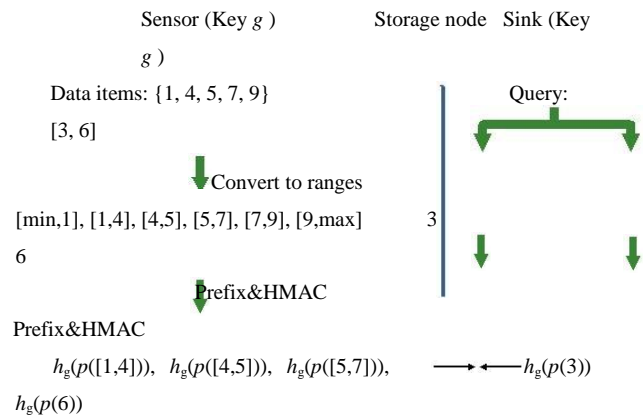 Sensor (Key g ) Storage node Sink (Key
g )
Data items: {1, 4, 5, 7, 9} Query:
[3, 6]
Convert to ranges
[min,1], [1,4], [4,5], [5,7], [7,9], [9,max] 3
6
Prefix&HMAC
Prefix&HMAC
hg(p([1,4])), hg(p([4,5])), hg(p([5,7])), hg(p(3))
hg(p(6))